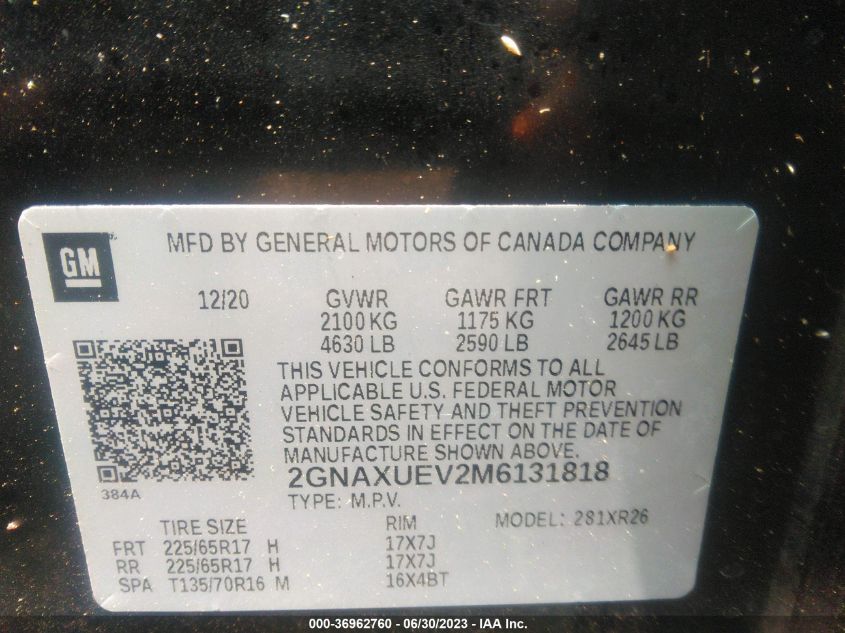 GM
MFD BY GENERAL MOTORS OF CANADA COMPANY
12/20 GVWR GAWR FRT GAWR RR
2100 KG 1175 KG 1200 KG
4630 LB 2590 LB 2645 LB
THIS VEHICLE CONFORMS TO ALL
APPLICABLE U.S. FEDERAL MOTOR
VEHICLE SAFETY AND THEFT PREVENTION
STANDARDS IN EFFECT ON THE DATE OF
MANUFACTURE SHOWN ABOVE.
384A
2GNAXUEV2M6131818
TYPE: M.P.V.
TIRE SIZE RIM MODEL: 281XR26
FRT 225/65R17 H 17X7J
RR 225/65R17 H 17X7J
SPA T135/70R16 M 16X4BT
000-36962760 - 06/30/2023 - IAA Inc.